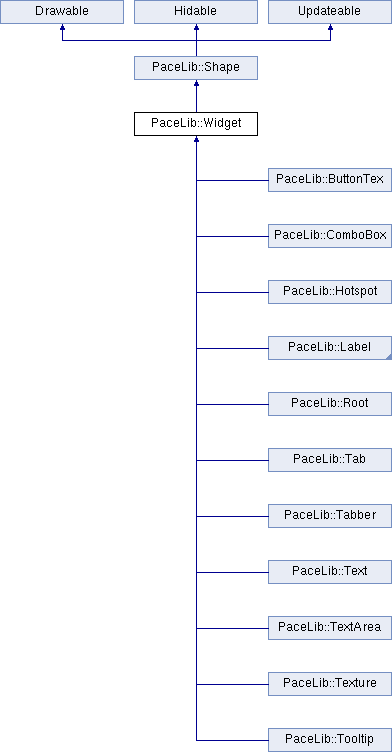 Drawable Hidable Updateable
PaceLib::Shape
PaceLib::Widget
PaceLib::ButtonTex
PaceLib::ComboBox
PaceLib::Hotspot
PaceLib::Label
PaceLib::Root
PaceLib::Tab
PaceLib::Tabber
PaceLib::Text
PaceLib::TextArea
PaceLib::Texture
PaceLib::Tooltip